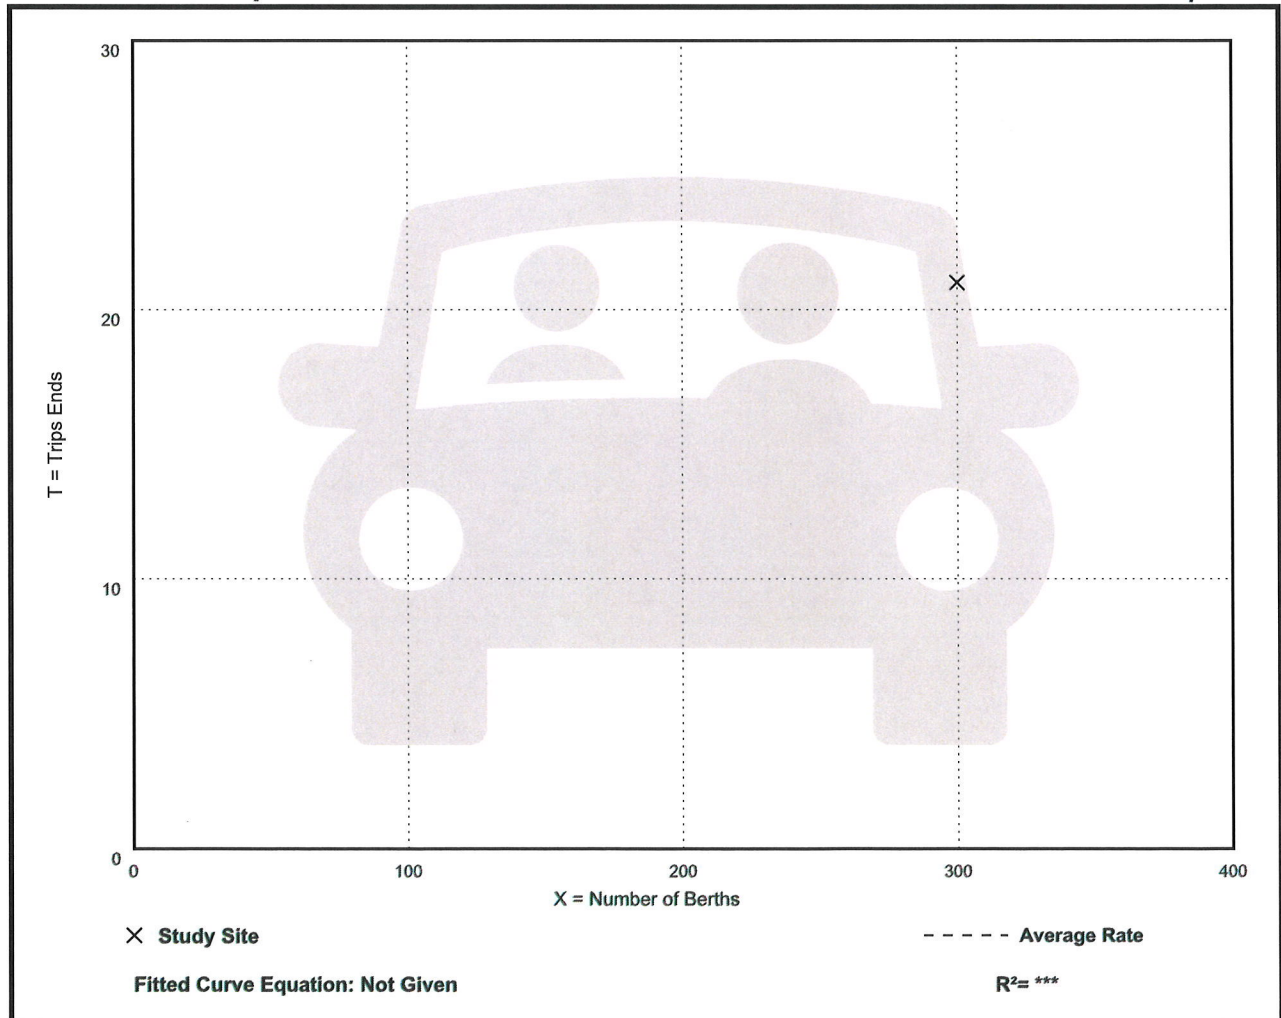 30
20
10
0
T = Trips Ends
0 100 200 300 400
X = Number of Berths
Study Site
Average Rate
Fitted Curve Equation: Not Given
R²= ***